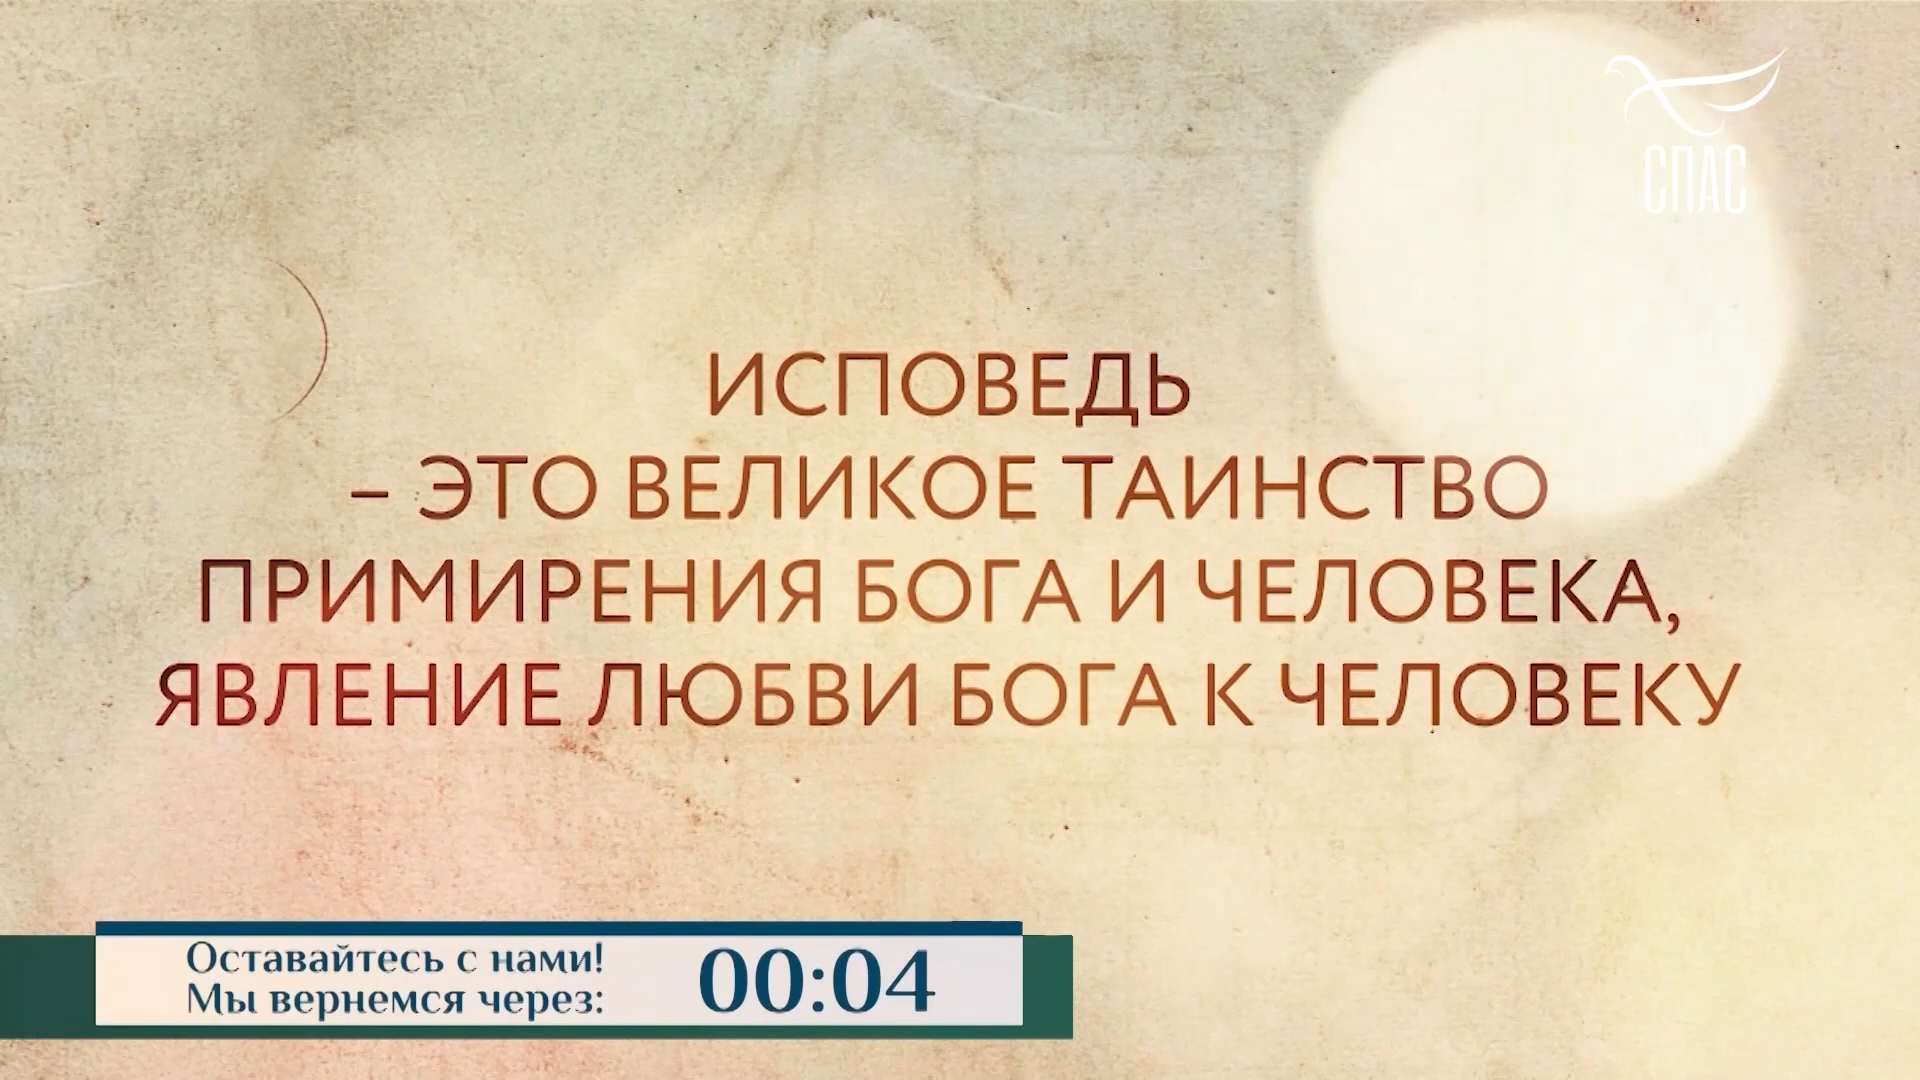 СПАС
ИСПОВЕДЬ
– ЭТО ВЕЛИКОЕ ТАИНСТВО
ПРИМИРЕНИЯ БОГА И ЧЕЛОВЕКА,
ЯВЛЕНИЕ ЛЮБВИ БОГА К ЧЕЛОВЕКУ
Оставайтесь с нами!
Мы вернемся через:
00:04